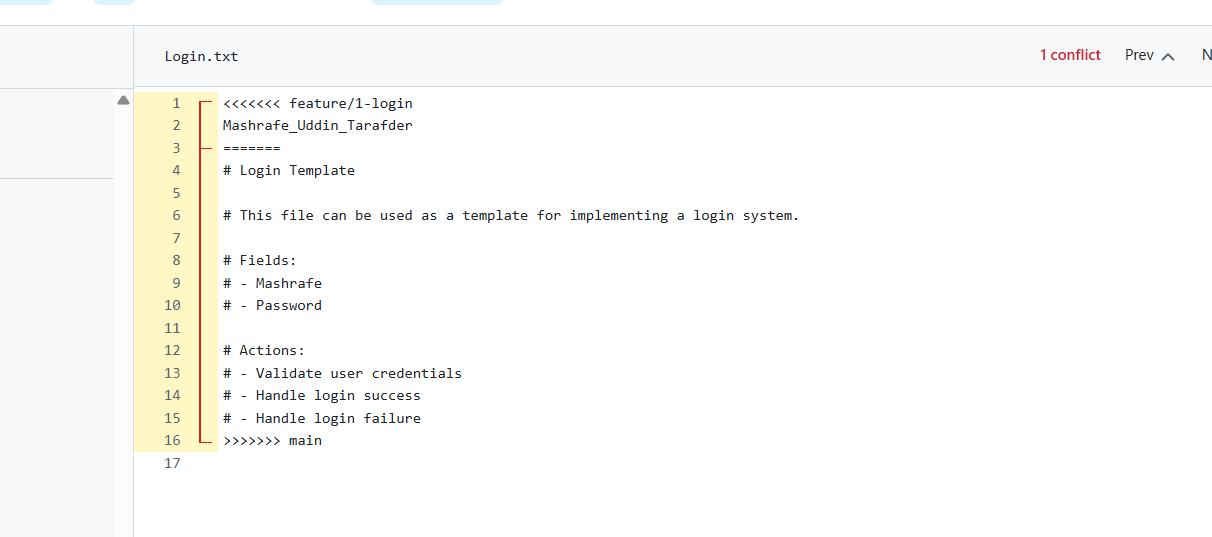 Login.txt
1 conflict
Prev
N
1 <<<<<<< feature/1-login
2 Mashrafe_Uddin_Tarafder
3 =======
4 # Login Template
5
6 # This file can be used as a template for implementing a login system.
7
8 # Fields:
9 # - Mashrafe
10 # - Password
11
12 # Actions:
13 # - Validate user credentials
14 # - Handle login success
15 # - Handle login failure
16 >>>>>>> main
17